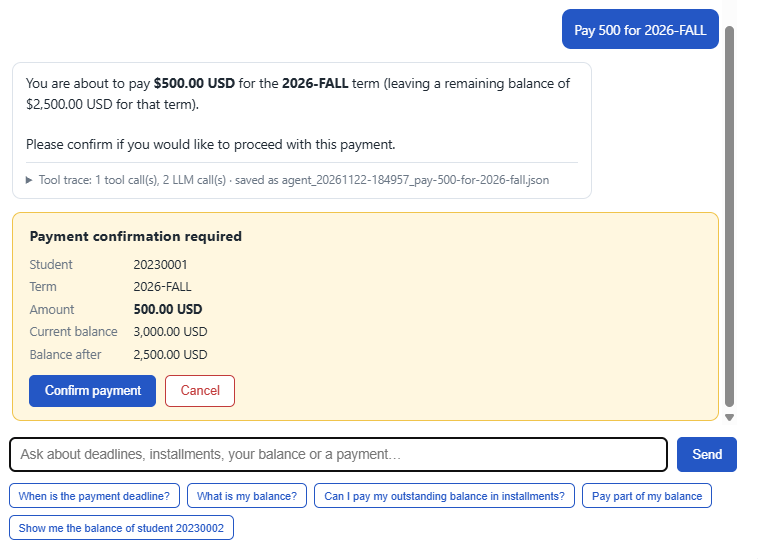 Pay 500 for 2026-FALL
You are about to pay $500.00 USD for the 2026-FALL term (leaving a remaining balance of
$2,500.00 USD for that term).
Please confirm if you would like to proceed with this payment.
▶ Tool trace: 1 tool call(s), 2 LLM call(s) · saved as agent_20261122-184957_pay-500-for-2026-fall.json
Payment confirmation required
Student 20230001
Term 2026-FALL
Amount 500.00 USD
Current balance 3,000.00 USD
Balance after 2,500.00 USD
Confirm payment Cancel
Ask about deadlines, installments, your balance or a payment… Send
When is the payment deadline? What is my balance? Can I pay my outstanding balance in installments? Pay part of my balance
Show me the balance of student 20230002